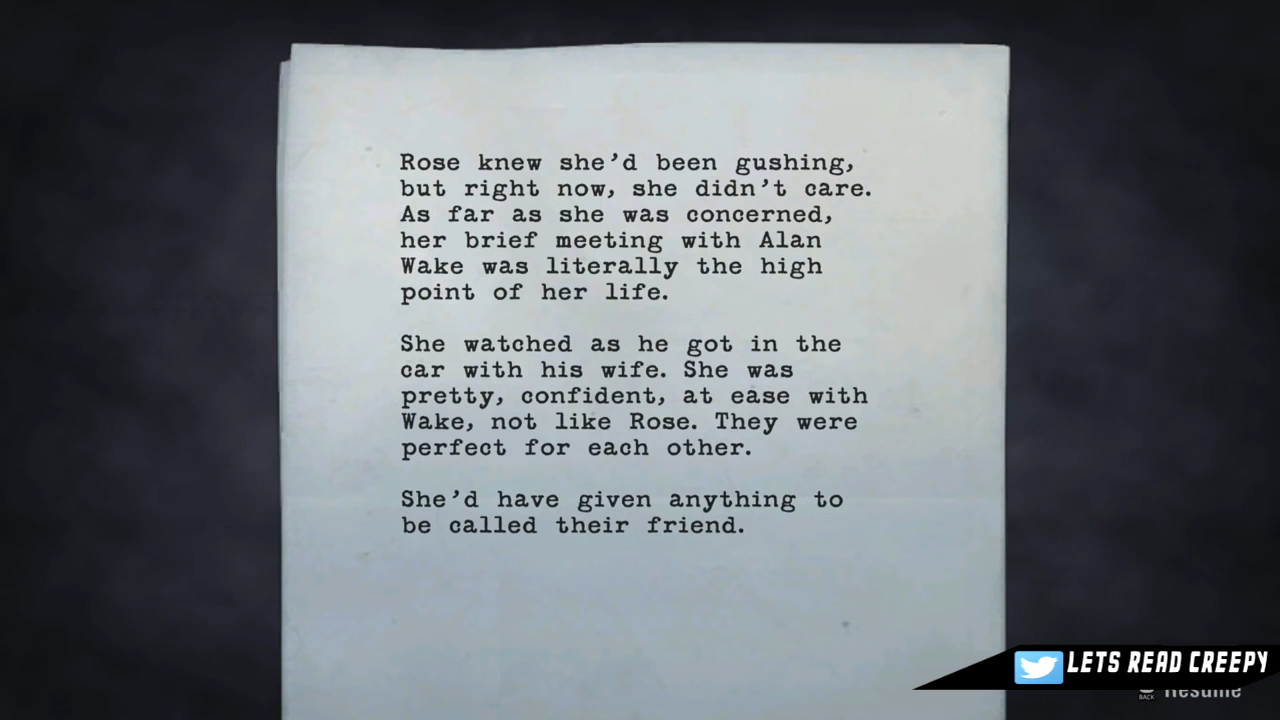 Rose knew she’d been gushing,
but right now, she didn’t care.
As far as she was concerned,
her brief meeting with Alan
Wake was literally the high
point of her life.
She watched as he got in the
car with his wife. She was
pretty, confident, at ease with
Wake, not like Rose. They were
perfect for each other.
She’d have given anything to
be called their friend.
LETS READ CREEPY
BACK Resume